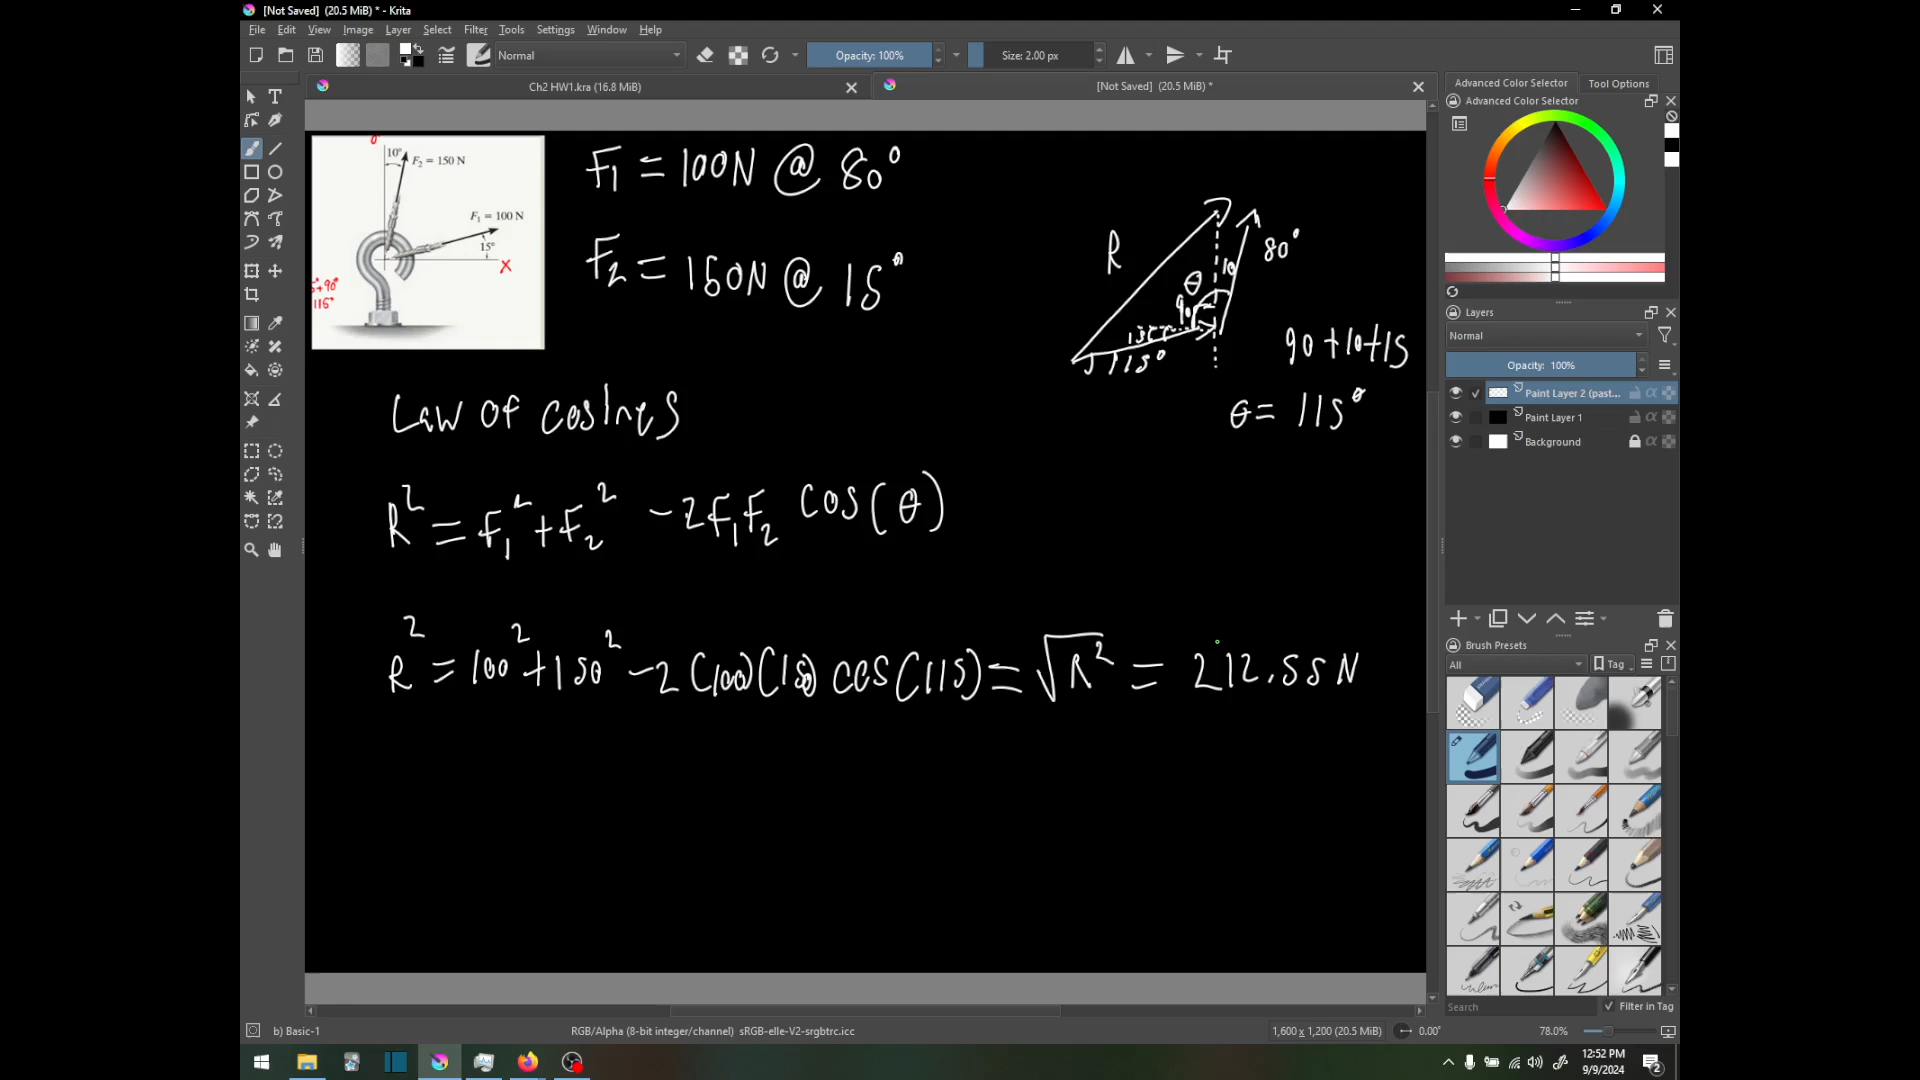 [Not Saved]  (20.5 MiB) * - Krita
File Edit View Image Layer Select Filter Tools Settings Window Help
Normal
Opacity: 100%
Size: 2.00 px
Ch2 HW1.kra (16.8 MiB)
[Not Saved]  (20.5 MiB) *
Advanced Color Selector
Tool Options
Advanced Color Selector
10°
F2 = 150 N
F1 = 100 N
15°
X
115°
F1 = 100N @ 80°
F2 = 150N @ 15°
R
θ
10
80°
90
115°
90+10+15
θ= 115°
Law of cosines
R² = F1² + F2² - 2F1F2 cos(θ)
R² = 100² + 150² - 2(100)(150) cos(115) = √R² = 212.55N
Layers
Normal
Opacity:  100%
Paint Layer 2 (past...
Paint Layer 1
Background
Brush Presets
All
Tag
Search
Filter in Tag
b) Basic-1
RGB/Alpha (8-bit integer/channel)  sRGB-elle-V2-srgbtrc.icc
1,600 x 1,200 (20.5 MiB)
0.00°
78.0%
12:52 PM
9/9/2024
2